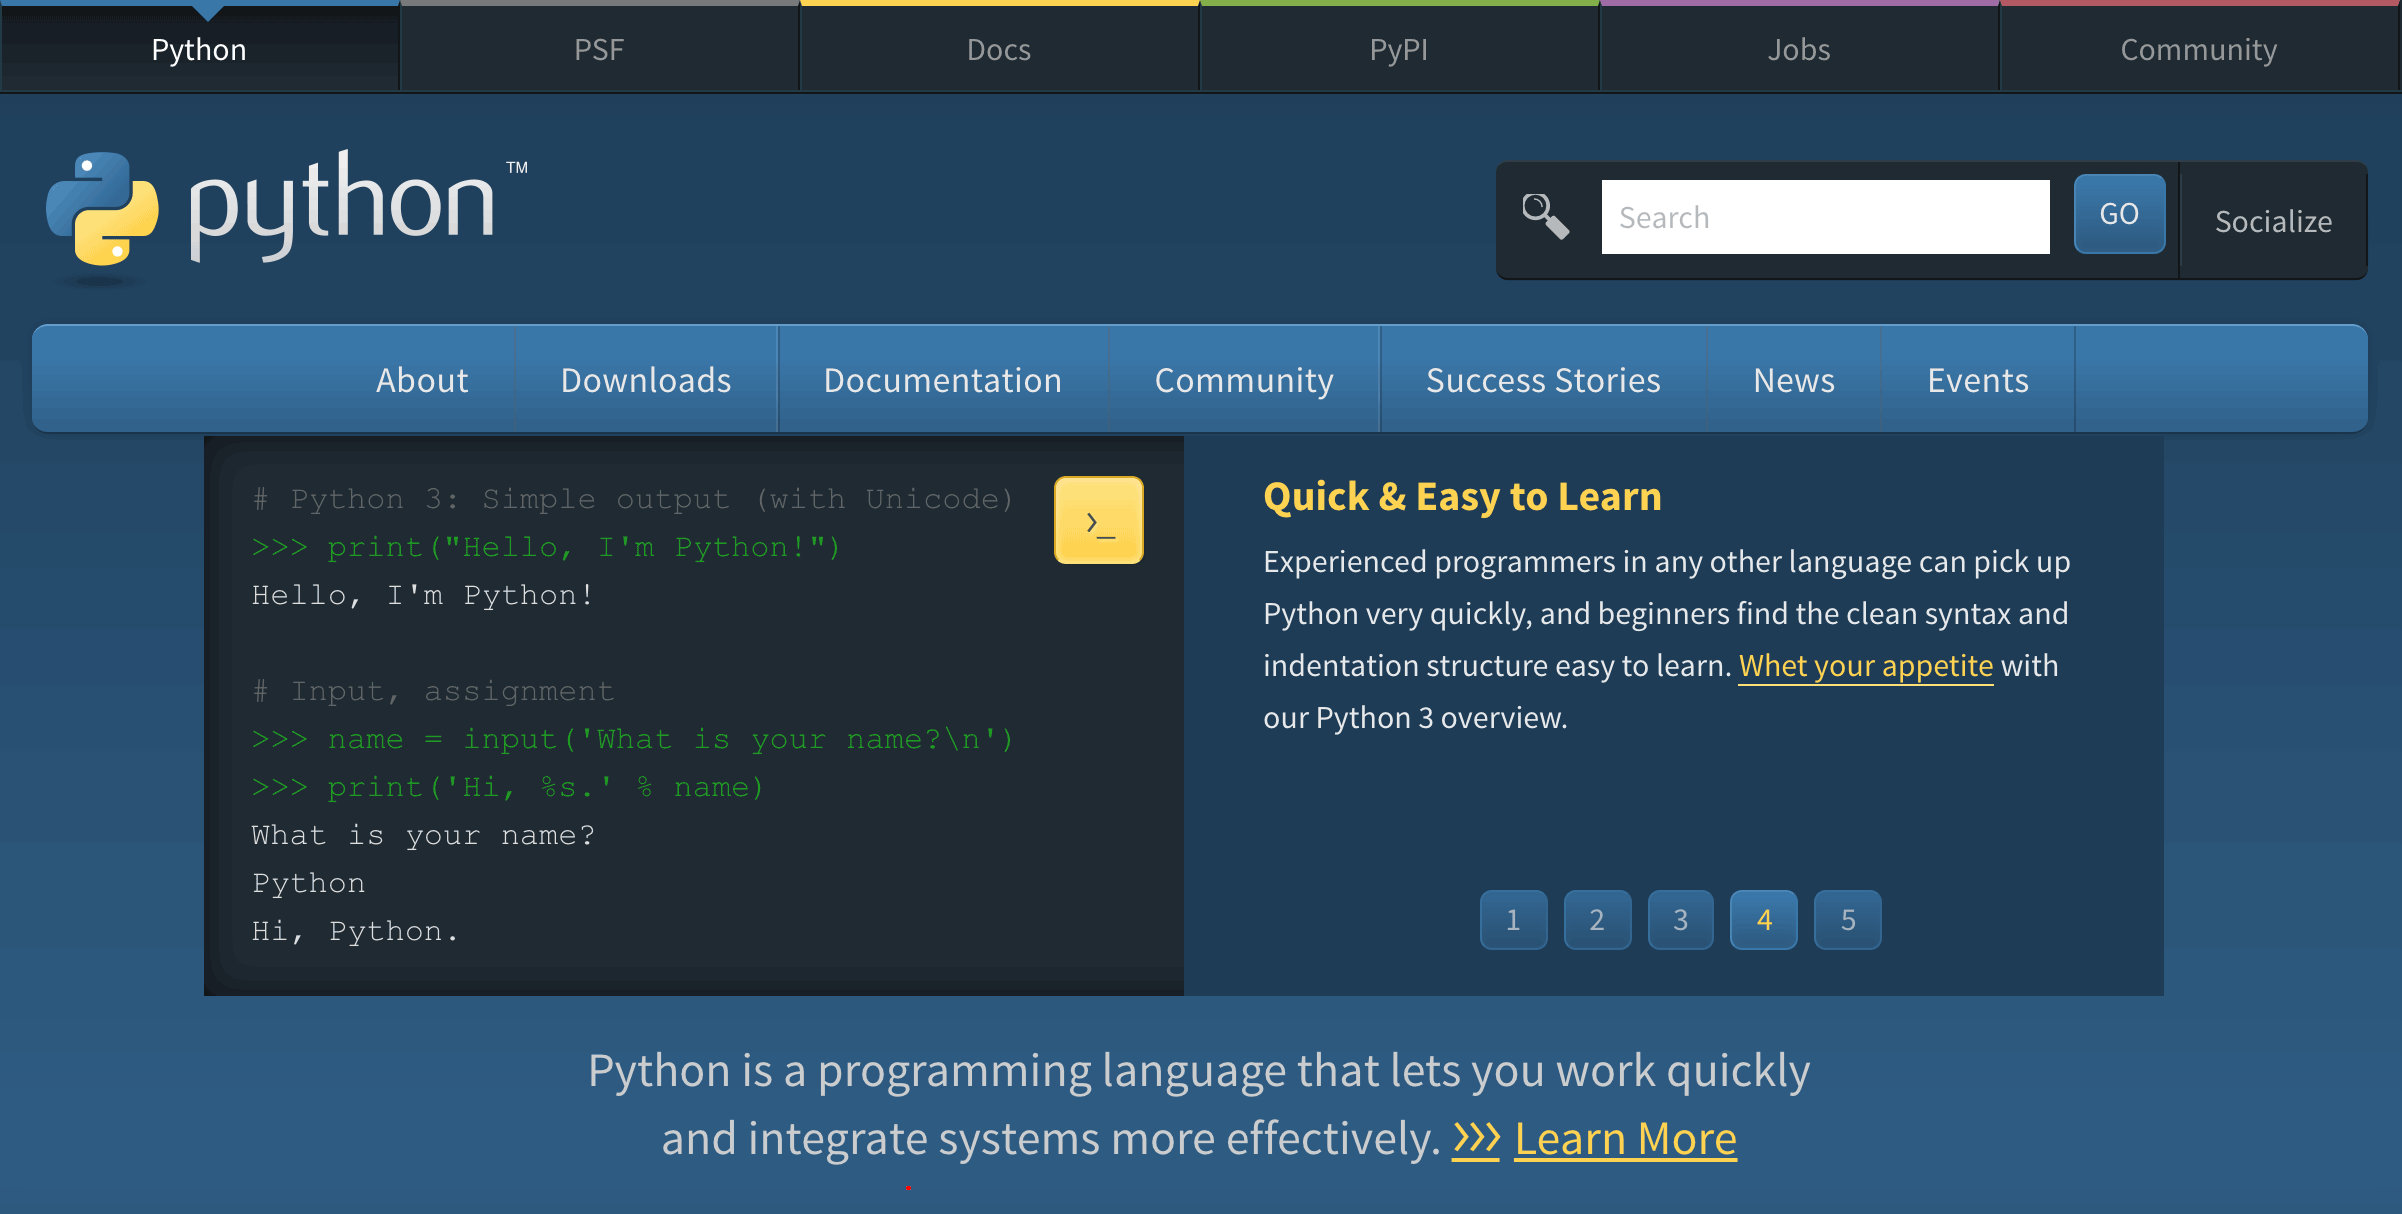 Python
PSF
Docs
PyPI
Jobs
Community
python™
Search
GO
Socialize
About
Downloads
Documentation
Community
Success Stories
News
Events
# Python 3: Simple output (with Unicode)
>>> print("Hello, I'm Python!")
Hello, I'm Python!
# Input, assignment
>>> name = input('What is your name?\n')
>>> print('Hi, %s.' % name)
What is your name?
Python
Hi, Python.
>_
Quick & Easy to Learn
Experienced programmers in any other language can pick up
Python very quickly, and beginners find the clean syntax and
indentation structure easy to learn. Whet your appetite with
our Python 3 overview.
1
2
3
4
5
Python is a programming language that lets you work quickly
and integrate systems more effectively. >>> Learn More